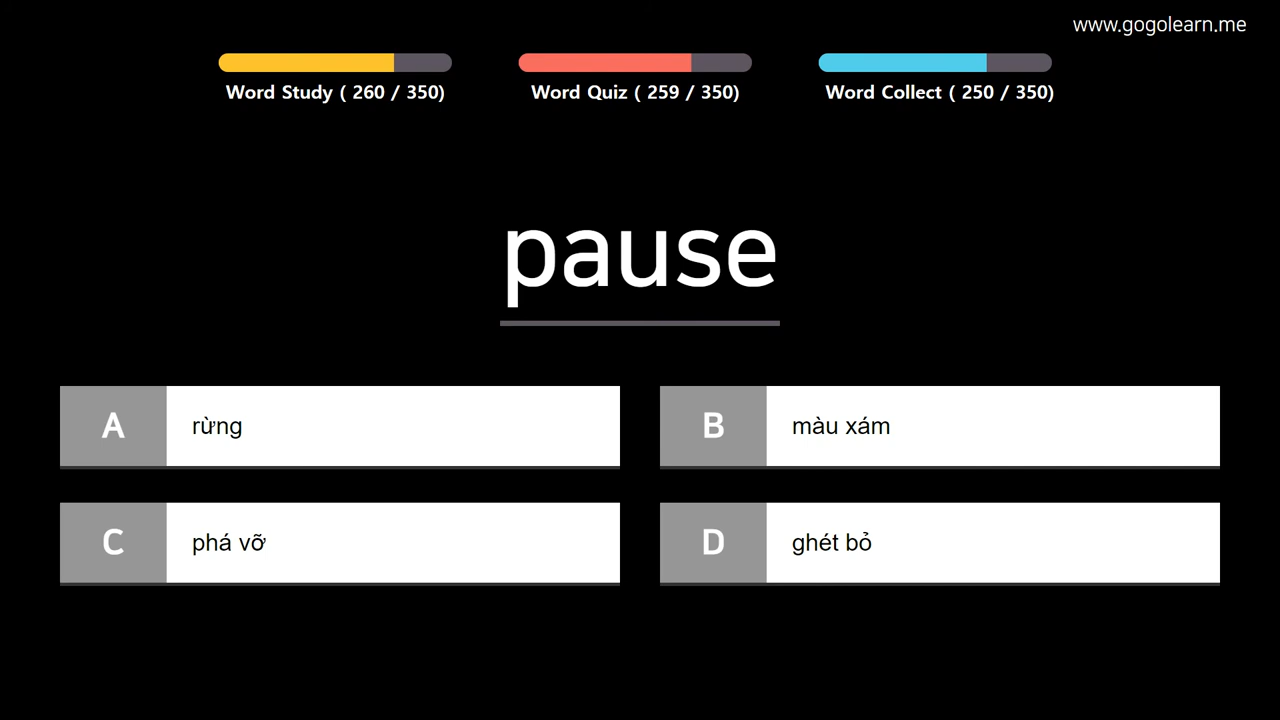 www.gogolearn.me
Word Study ( 260 / 350)
Word Quiz ( 259 / 350)
Word Collect ( 250 / 350)
pause
A rừng
B màu xám
C phá vỡ
D ghét bỏ